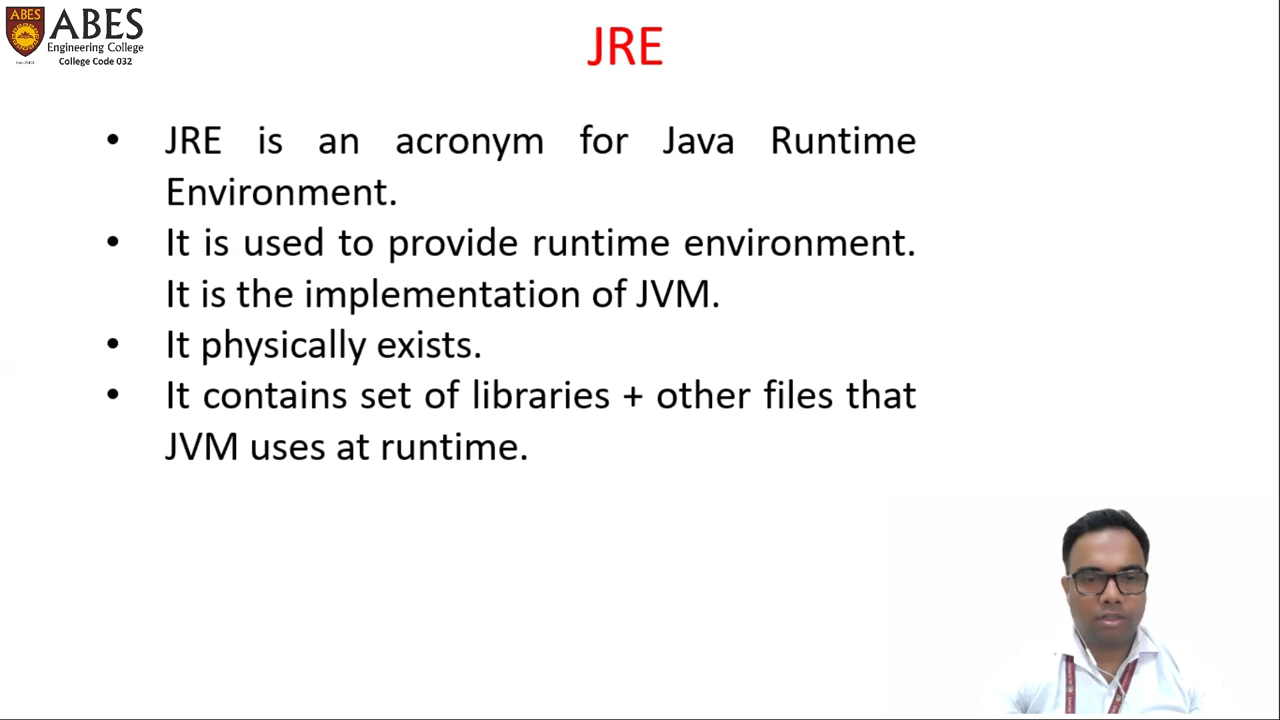 ABES
ABES
Engineering College
College Code 032
JRE
• JRE is an acronym for Java Runtime
Environment.
• It is used to provide runtime environment.
It is the implementation of JVM.
• It physically exists.
• It contains set of libraries + other files that
JVM uses at runtime.